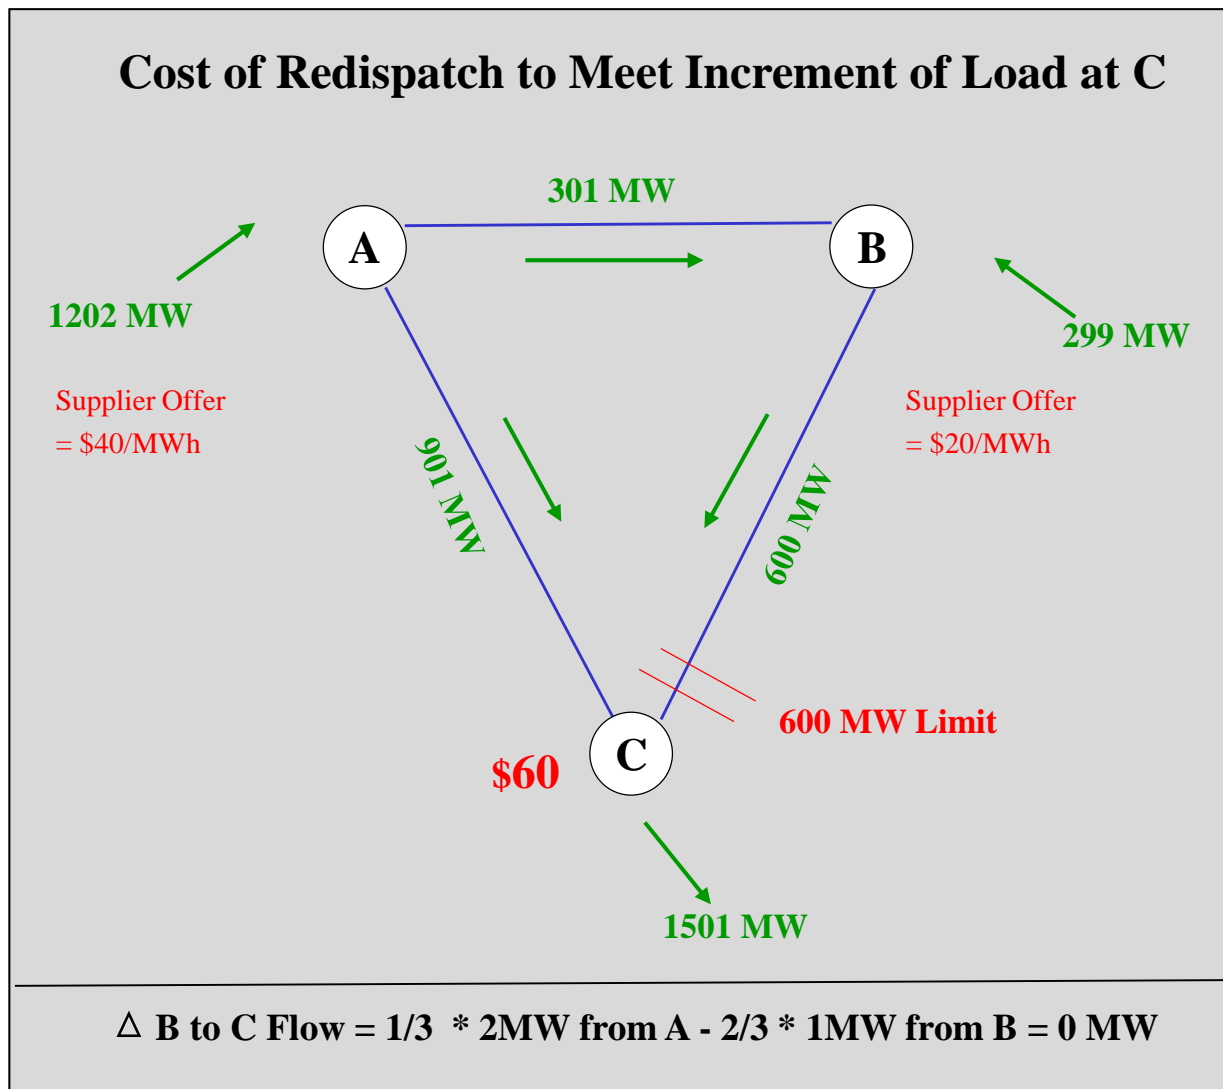 Cost of Redispatch to Meet Increment of Load at C
301 MW
A
B
1202 MW
299 MW
Supplier Offer
= $40/MWh
Supplier Offer
= $20/MWh
901 MW
600 MW
600 MW Limit
C
$60
1501 MW
△ B to C Flow = 1/3 * 2MW from A - 2/3 * 1MW from B = 0 MW